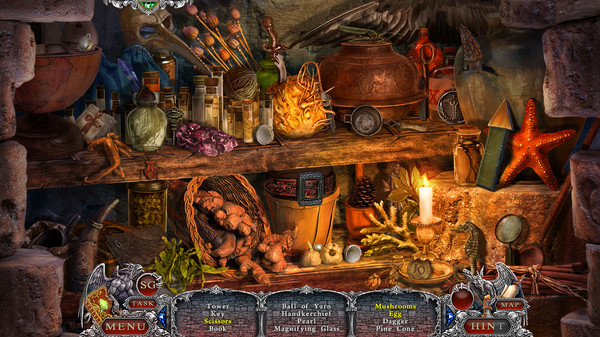 SG
TASK
MENU
Tower
Key
Scissors
Book
Ball of Yarn
Handkerchief
Pearl
Magnifying Glass
Mushrooms
Egg
Dagger
Pine Cone
MAP
HINT